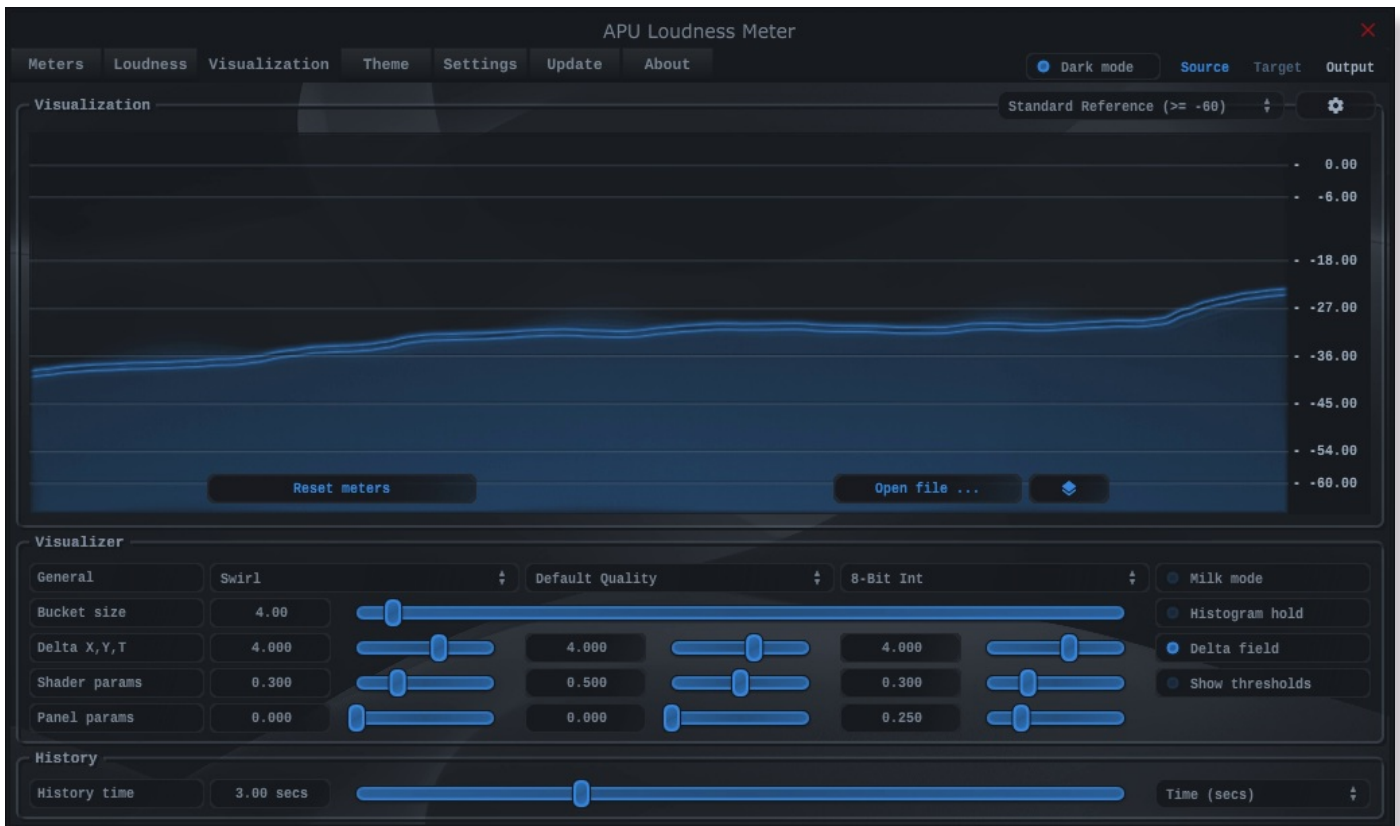 APU Loudness Meter
Meters Loudness Visualization Theme Settings Update About Dark mode Source Target Output
Visualization Standard Reference (>= -60)
- 0.00
- -6.00
- -18.00
- -27.00
- -36.00
- -45.00
- -54.00
- -60.00
Reset meters Open file ...
Visualizer
General Swirl Default Quality 8-Bit Int Milk mode
Bucket size 4.00 Histogram hold
Delta X,Y,T 4.000 4.000 4.000 Delta field
Shader params 0.300 0.500 0.300 Show thresholds
Panel params 0.000 0.000 0.250
History
History time 3.00 secs Time (secs)